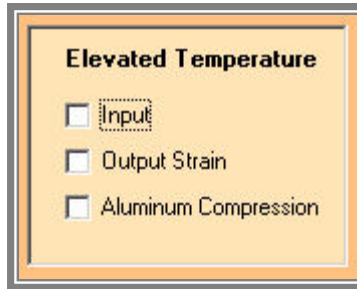 Elevated Temperature
Input
Output Strain
Aluminum Compression